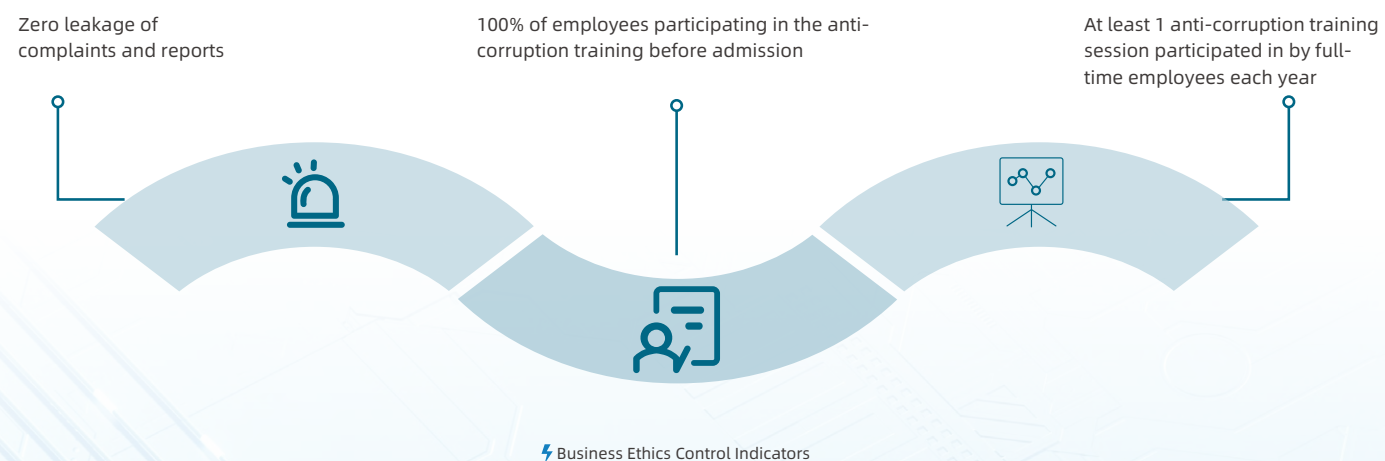 Zero leakage of
complaints and reports
100% of employees participating in the anti-
corruption training before admission
At least 1 anti-corruption training
session participated in by full-
time employees each year
Business Ethics Control Indicators